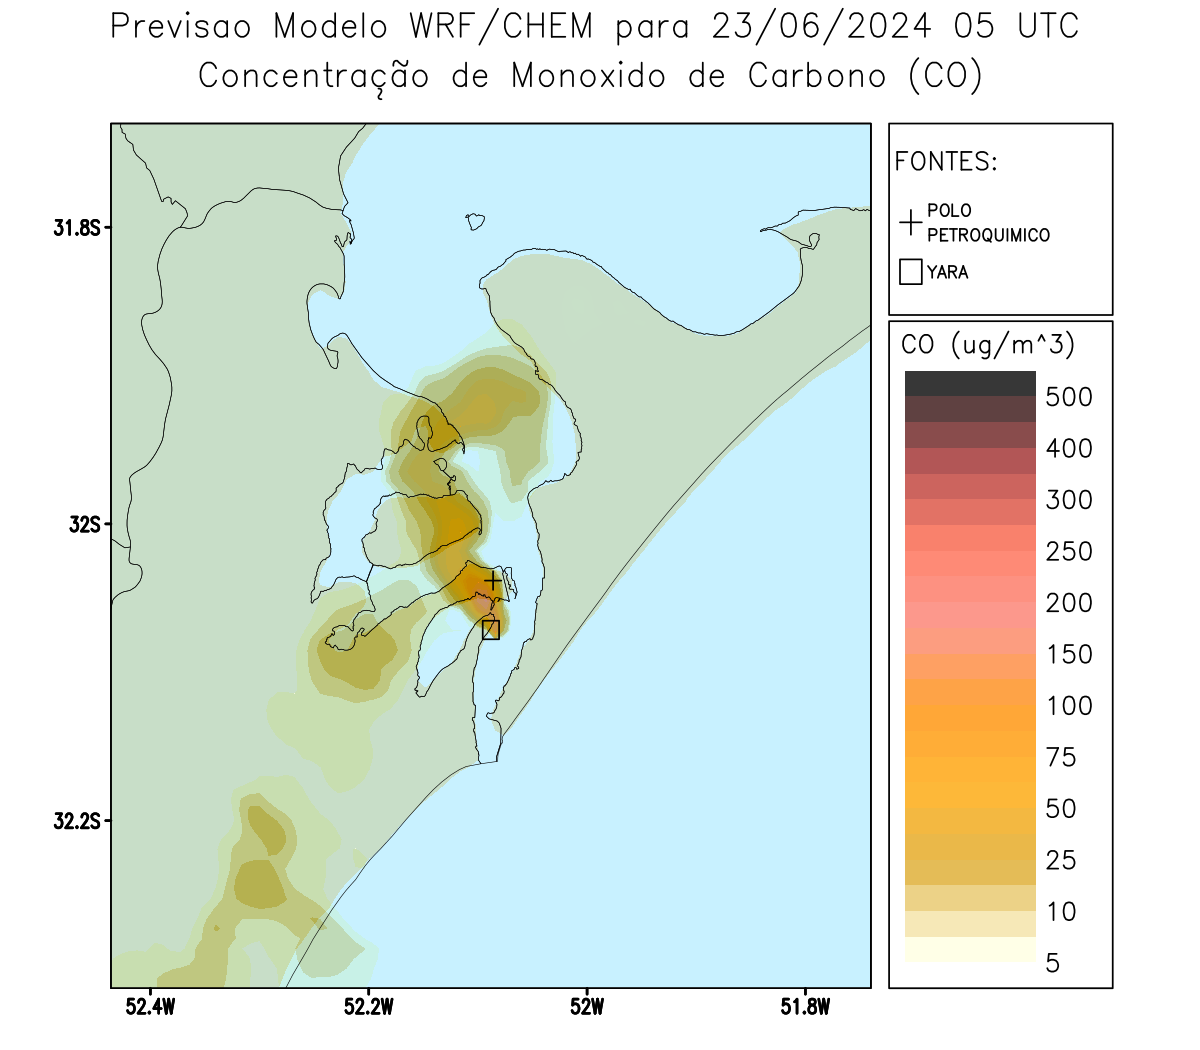 Previsao Modelo WRF/CHEM para 23/06/2024 05 UTC
Concentração de Monoxido de Carbono (CO)
FONTES:
POLO
PETROQUIMICO
YARA
CO (ug/m^3)
500
400
300
250
200
150
100
75
50
25
10
5
31.8S
32S
32.2S
52.4W
52.2W
52W
51.8W